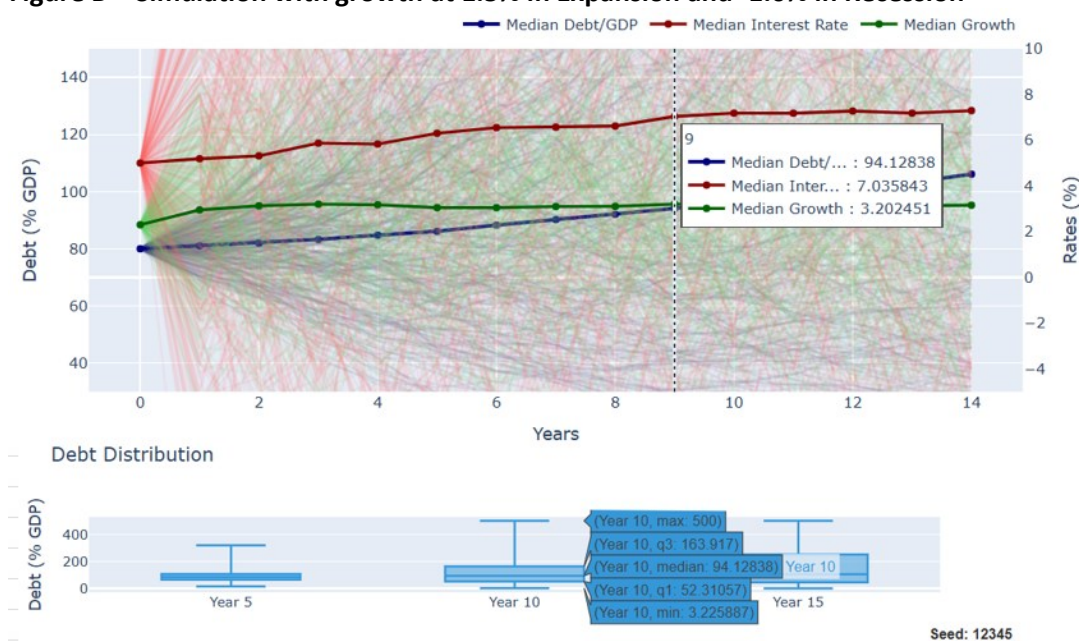 Median Debt/GDP Median Interest Rate Median Growth
140
120
100
80
60
40
Debt (% GDP)
10
8
6
4
2
0
−2
−4
Rates (%)
9
Median Debt/... : 94.12838
Median Inter... : 7.035843
Median Growth : 3.202451
0 2 4 6 8 10 12 14
Years
Debt Distribution
Debt (% GDP)
400
200
0
(Year 10, max: 500)
(Year 10, q3: 163.917)
(Year 10, median: 94.12838) Year 10
(Year 10, q1: 52.31057)
(Year 10, min: 3.225887)
Year 5 Year 10 Year 15
Seed: 12345